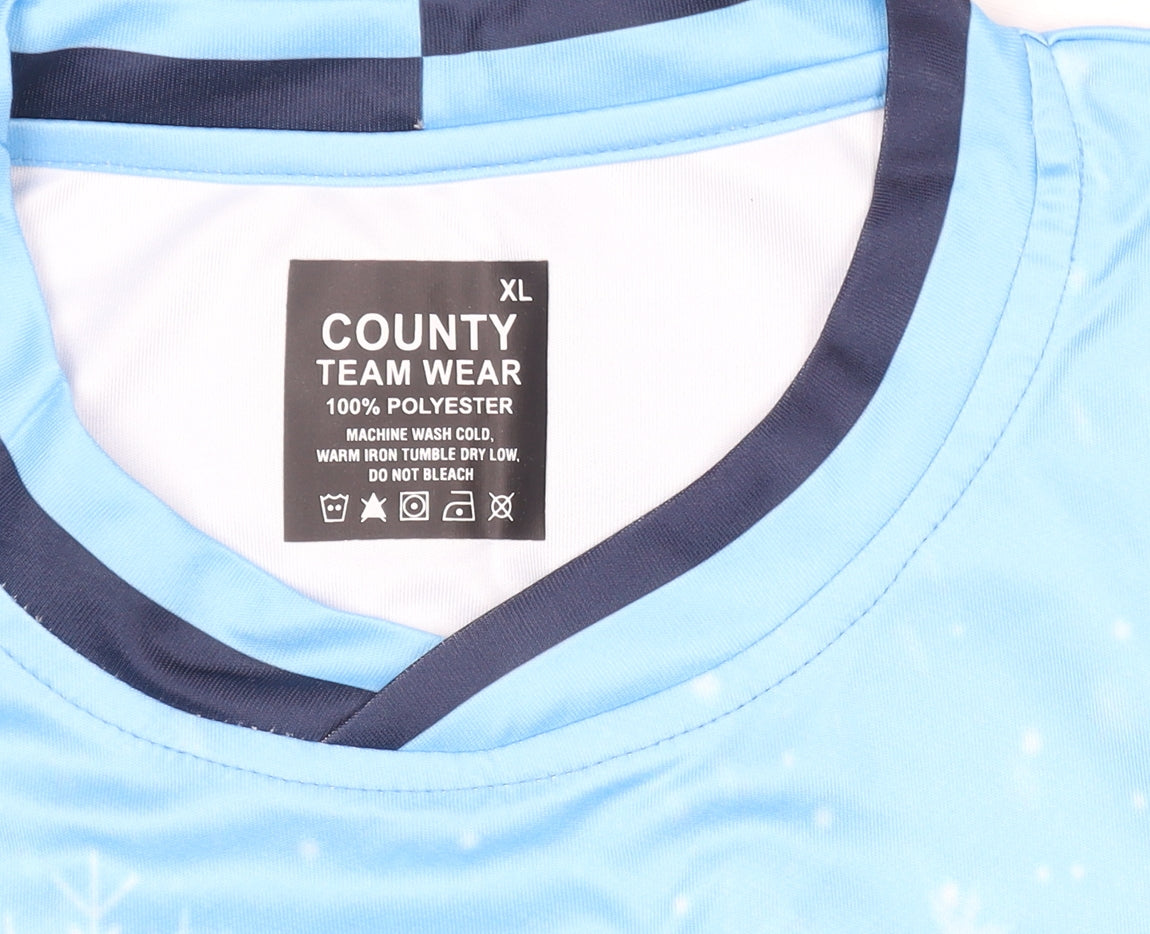 XL
COUNTY
TEAM WEAR
100% POLYESTER
MACHINE WASH COLD,
WARM IRON TUMBLE DRY LOW,
DO NOT BLEACH